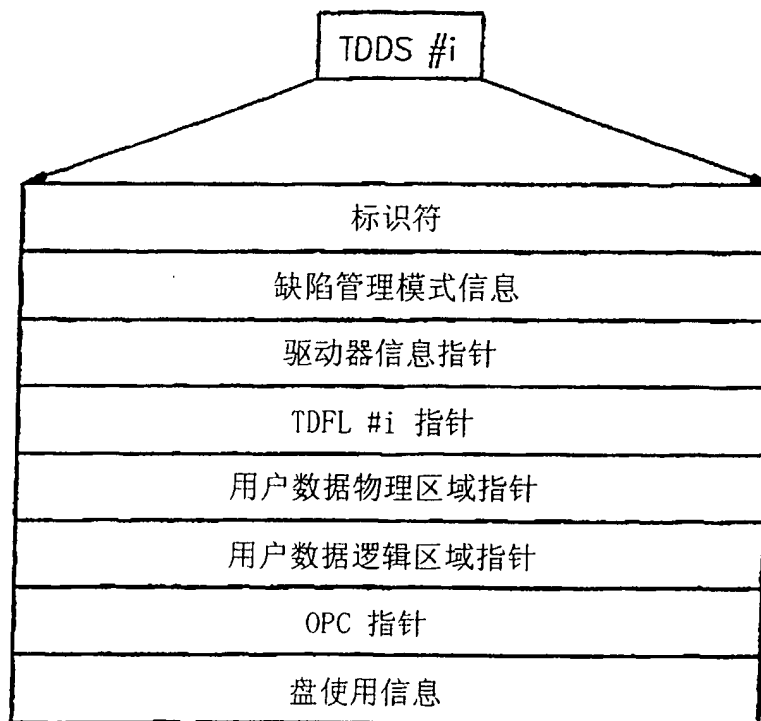 TDDS #i
标识符
缺陷管理模式信息
驱动器信息指针
TDFL #i 指针
用户数据物理区域指针
用户数据逻辑区域指针
OPC 指针
盘使用信息